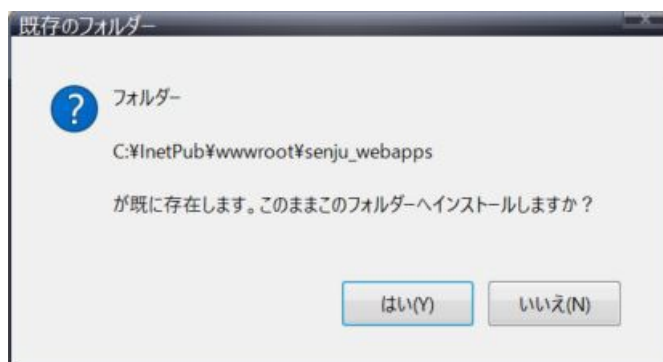 既存のフォルダー
フォルダー
C:¥InetPub¥wwwroot¥senju_webapps
が既に存在します。このままこのフォルダーへインストールしますか？
はい(Y)
いいえ(N)